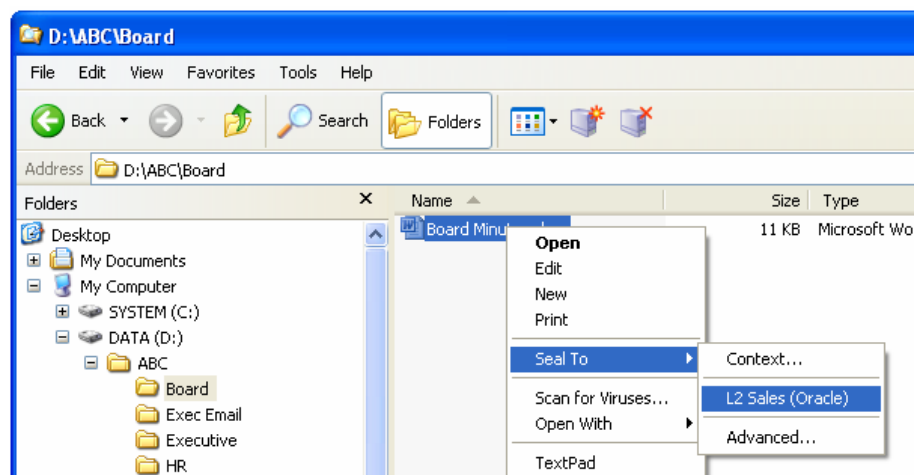 D:\ABC\Board
File Edit View Favorites Tools Help
Back Search Folders
Address D:\ABC\Board
Folders X
Name Size Type
Desktop
My Documents
My Computer
SYSTEM (C:)
DATA (D:)
ABC
Board
Exec Email
Executive
HR
Board 11 KB Microsoft
Open
Edit
New
Print
Seal To
Scan for Viruses...
Open With
TextPad
Context...
L2 Sales (Oracle)
Advanced...